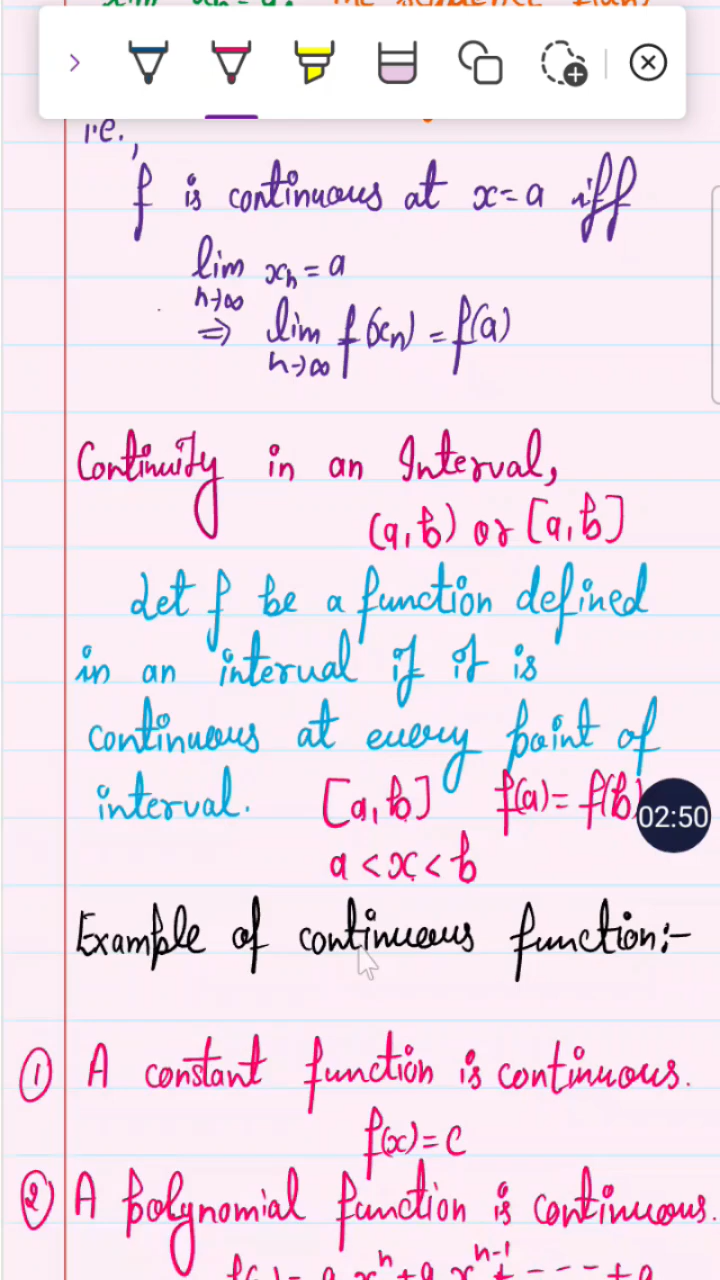 i.e.,
f is continuous at x=a iff
lim xn = a
n→∞
⇒ lim f(xn) = f(a)
n→∞
Continuity in an Interval,
(a,b) or [a,b]
Let f be a function defined
in an interval if it is
continuous at every point of
interval. [a,b] f(a)= f(b)
02:50
a<x<b
Example of continueous function:-
① A constant function is continuous.
f(x)=c
② A polynomial function is continuous.